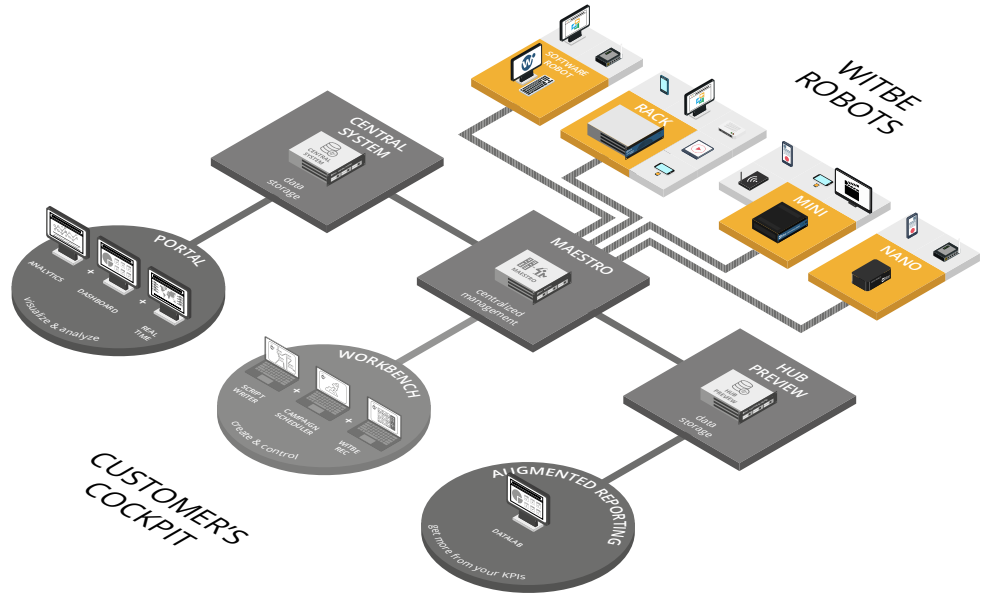 WITBE
ROBOTS
SOFTWARE
ROBOT
W
RACK
MINI
NANO
CENTRAL
SYSTEM
CENTRAL
SYSTEM
data
storage
MAESTRO
MAESTRO
centralized
management
HUB
PREVIEW
HUB
PREVIEW
data
storage
PORTAL
ANALYTICS
+
DASHBOARD
+
REAL
TIME
visualize & analyze
WORKBENCH
SCRIPT
WRITER
+
CAMPAIGN
SCHEDULER
+
WITBE
REC
create & control
AUGMENTED REPORTING
DATALAB
get more from your KPIs
CUSTOMER'S
COCKPIT